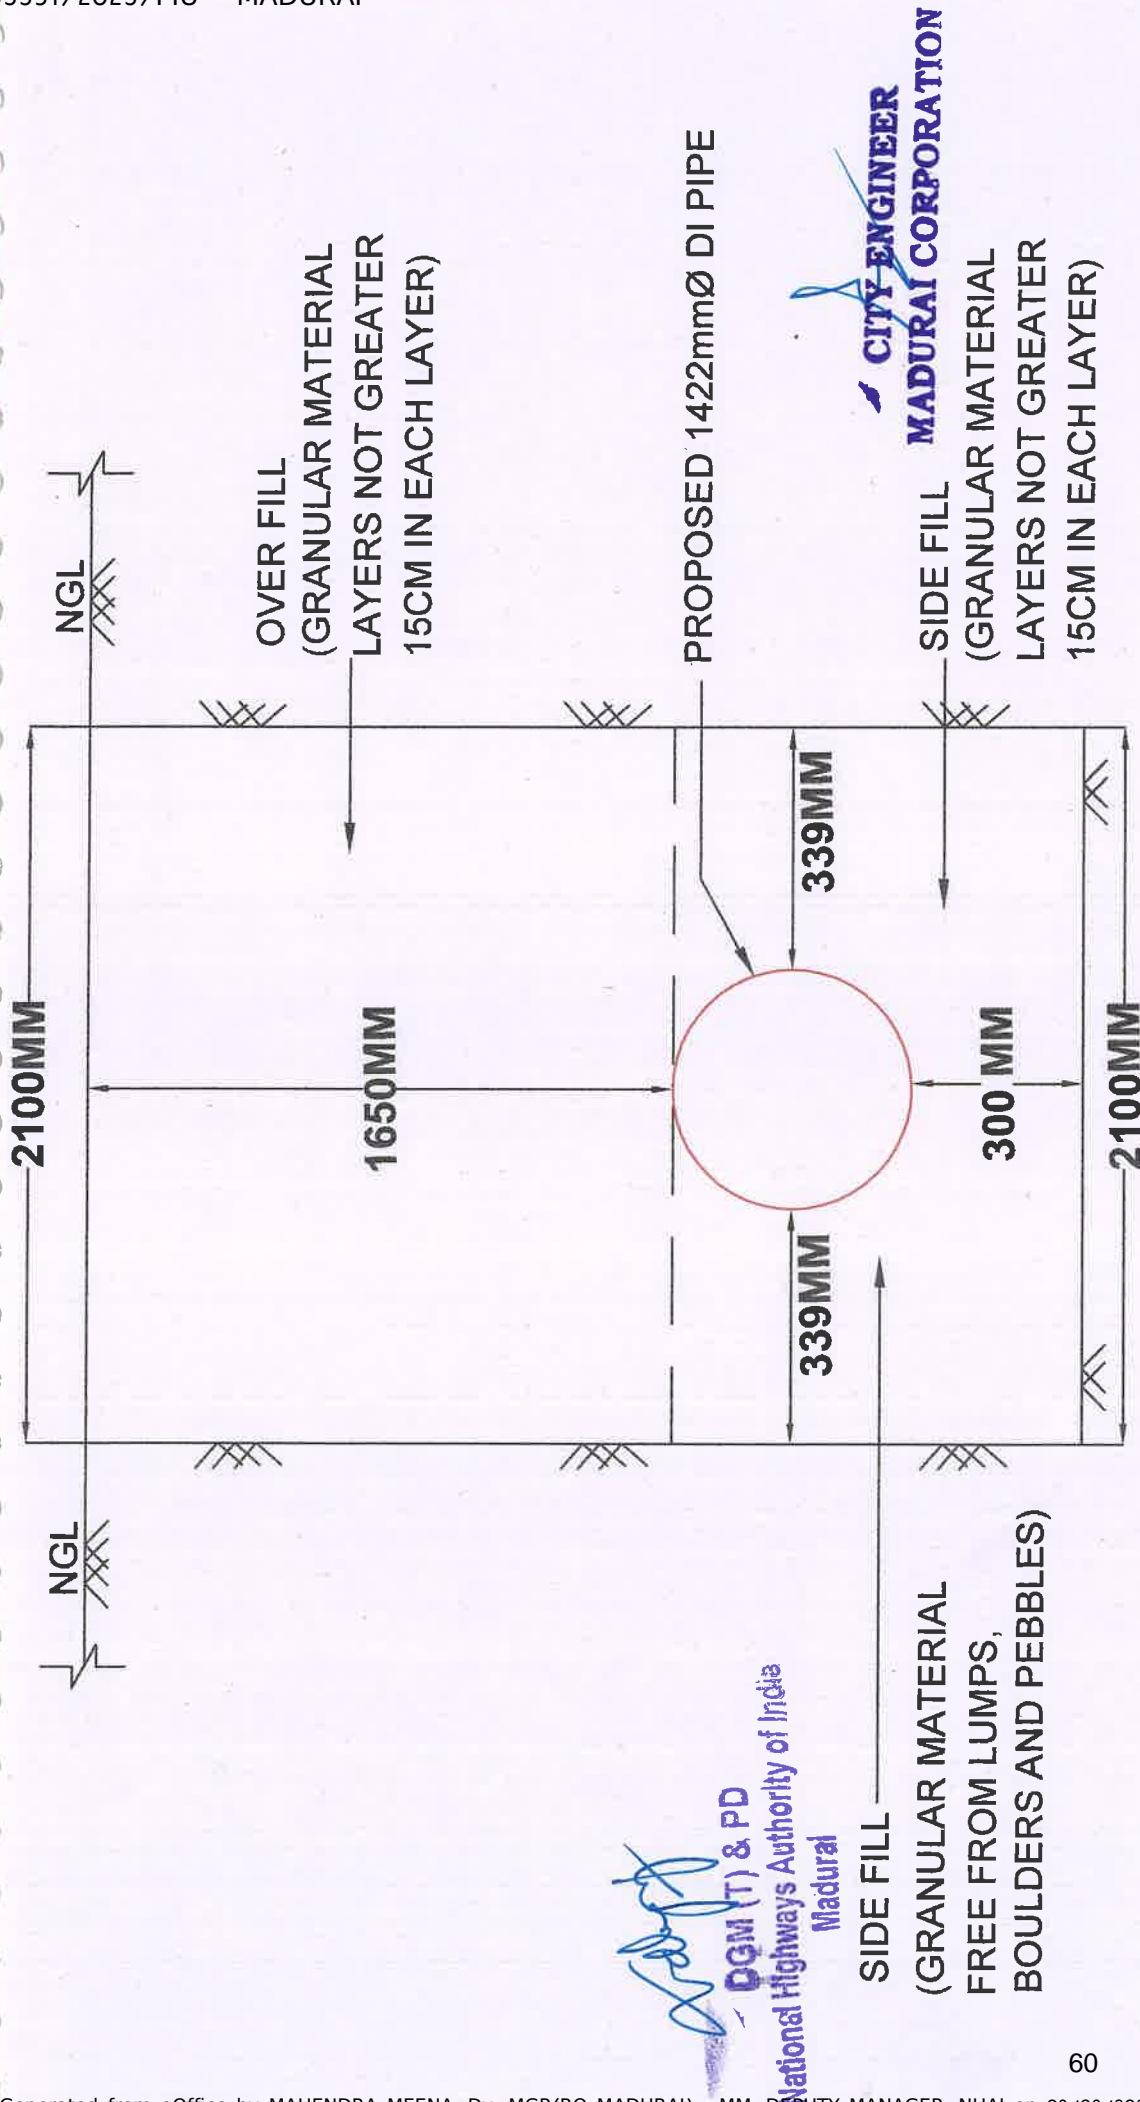 MADURAI
2100MM
NGL
NGL
OVER FILL
(GRANULAR MATERIAL
LAYERS NOT GREATER
15CM IN EACH LAYER)
1650MM
PROPOSED 1422mmØ DI PIPE
339MM
339MM
300 MM
2100MM
CITY ENGINEER
MADURAI CORPORATION
SIDE FILL
(GRANULAR MATERIAL
LAYERS NOT GREATER
15CM IN EACH LAYER)
DGM (T) & PD
National Highways Authority of India
Madurai
SIDE FILL
(GRANULAR MATERIAL
FREE FROM LUMPS,
BOULDERS AND PEBBLES)
60